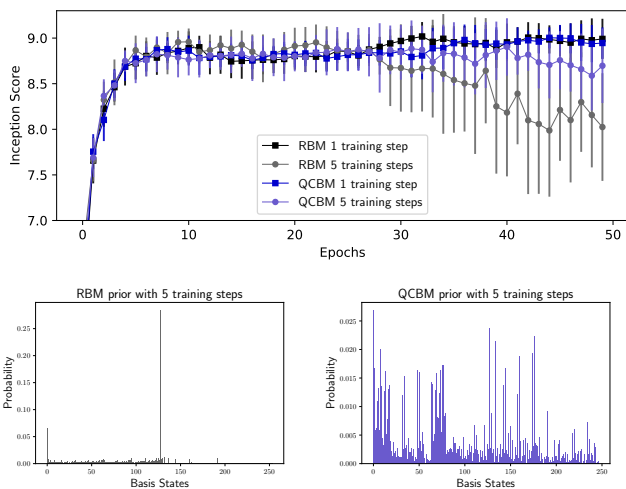 9.0
8.5
8.0
7.5
7.0
Inception Score
RBM 1 training step
RBM 5 training steps
QCBM 1 training step
QCBM 5 training steps
0 10 20 30 40 50
Epochs
RBM prior with 5 training steps
0.25
0.20
0.15
0.10
0.05
0.00
Probability
0 50 100 150 200 250
Basis States
QCBM prior with 5 training steps
0.025
0.020
0.015
0.010
0.005
0.000
Probability
0 50 100 150 200 250
Basis States